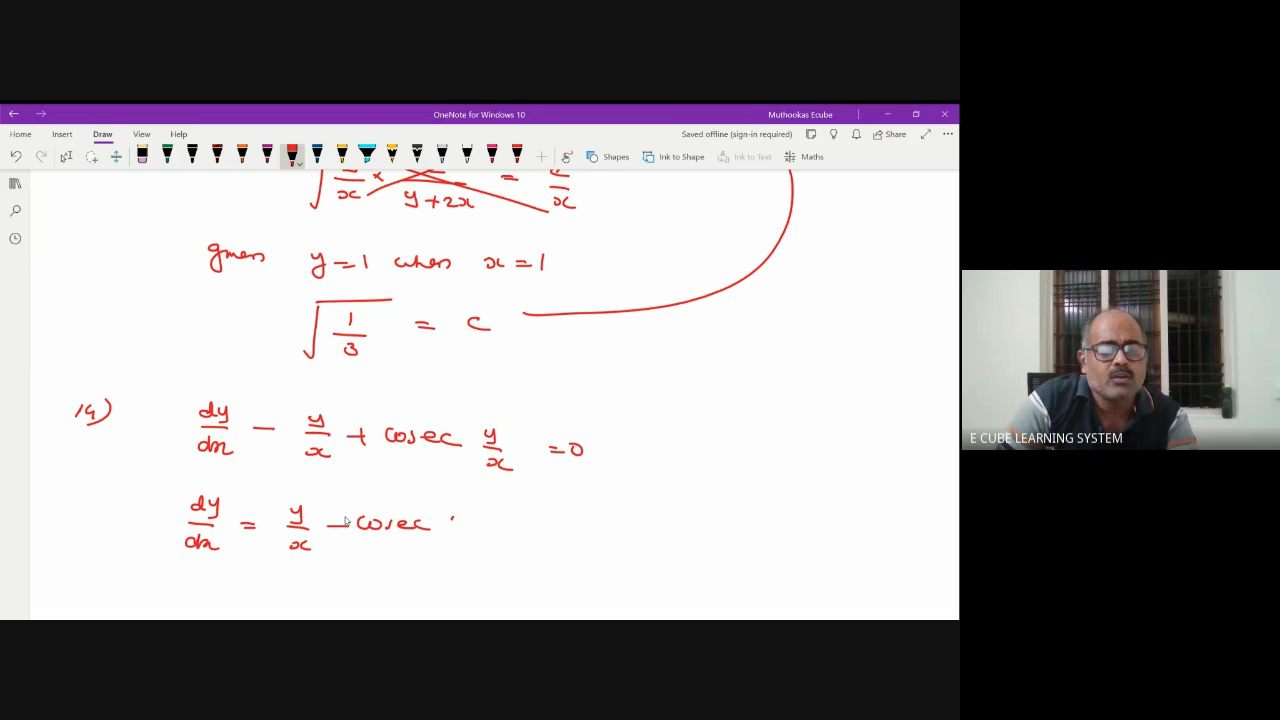 OneNote for Windows 10
Muthookas Ecube
Home Insert Draw View Help
Saved offline (sign-in required)
Share
Shapes
Ink to Shape
Ink to Text
Maths
x × y+2x = x
y = 1 when x = 1
√(1/3) = c
14) dy/dx − y/x + cosec y/x = 0
dy/dx = y/x − cosec
E CUBE LEARNING SYSTEM